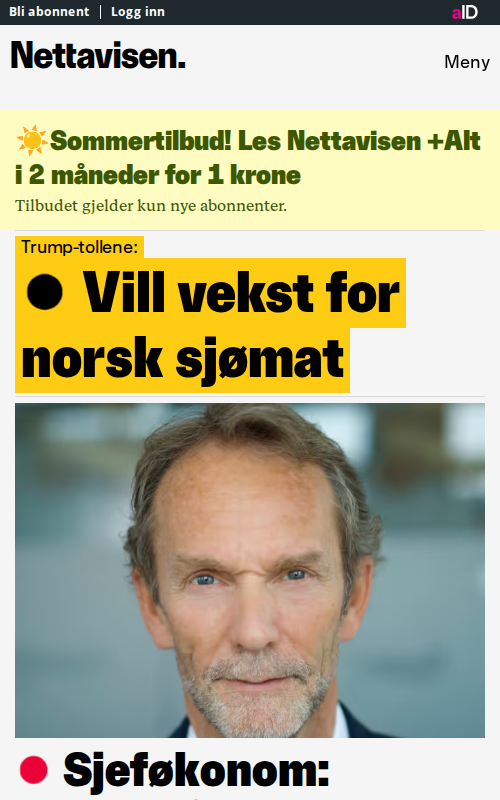 Bli abonnent | Logg inn
aID
Nettavisen.
Meny
☀️Sommertilbud! Les Nettavisen +Alt
i 2 måneder for 1 krone
Tilbudet gjelder kun nye abonnenter.
Trump-tollene:
● Vill vekst for
norsk sjømat
Sjeføkonom: